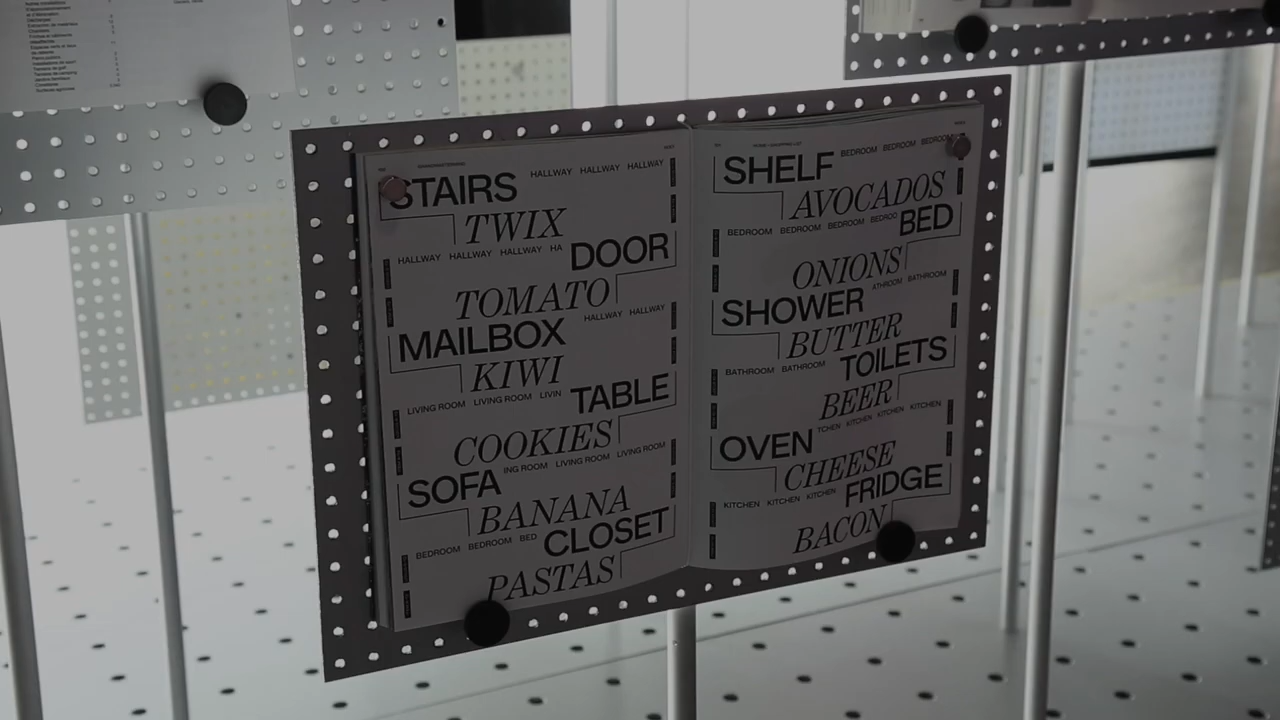 HALLWAY HALLWAY HALLWAY
STAIRS
TWIX
HALLWAY HALLWAY HALLWAY HA
DOOR
TOMATO
HALLWAY HALLWAY
MAILBOX
KIWI
LIVING ROOM LIVING ROOM LIVIN
TABLE
COOKIES
ING ROOM LIVING ROOM LIVING ROOM
SOFA
BANANA
BEDROOM BEDROOM BED
CLOSET
PASTAS
SHELF
BEDROOM BEDROOM BEDROOM
AVOCADOS
BEDROOM BEDROOM BEDROOM BEDROO
BED
ONIONS
ATHROOM BATHROOM
SHOWER
BUTTER
BATHROOM BATHROOM
TOILETS
BEER
TCHEN KITCHEN KITCHEN KITCHEN
OVEN
CHEESE
KITCHEN KITCHEN KITCHEN
FRIDGE
BACON